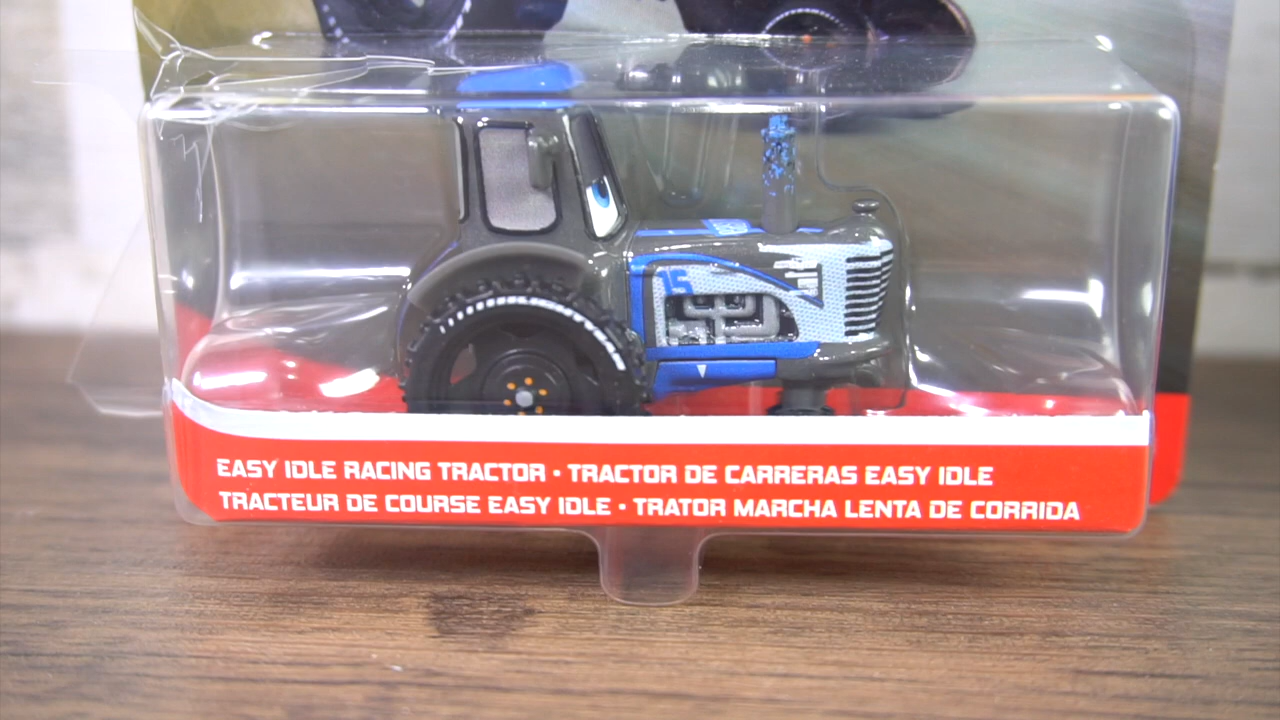 15
EASY IDLE RACING TRACTOR • TRACTOR DE CARRERAS EASY IDLE
TRACTEUR DE COURSE EASY IDLE • TRATOR MARCHA LENTA DE CORRIDA